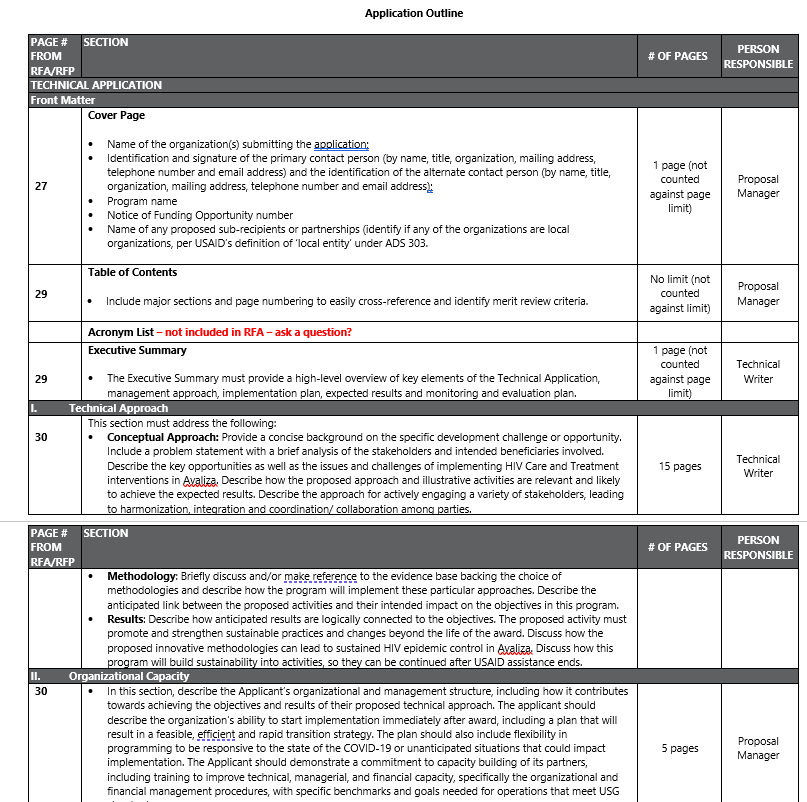 Application Outline
PAGE # FROM RFA/RFP
SECTION
# OF PAGES
PERSON RESPONSIBLE
TECHNICAL APPLICATION
Front Matter
27
Cover Page
• Name of the organization(s) submitting the application;
• Identification and signature of the primary contact person (by name, title, organization, mailing address,
telephone number and email address) and the identification of the alternate contact person (by name, title,
organization, mailing address, telephone number and email address);
• Program name
• Notice of Funding Opportunity number
• Name of any proposed sub-recipients or partnerships (identify if any of the organizations are local
organizations, per USAID's definition of 'local entity' under ADS 303.
1 page (not
counted
against page
limit)
Proposal
Manager
29
Table of Contents
• Include major sections and page numbering to easily cross-reference and identify merit review criteria.
No limit (not
counted
against limit)
Proposal
Manager
Acronym List – not included in RFA – ask a question?
29
Executive Summary
• The Executive Summary must provide a high-level overview of key elements of the Technical Application,
management approach, implementation plan, expected results and monitoring and evaluation plan.
1 page (not
counted
against page
limit)
Technical
Writer
I. Technical Approach
30
This section must address the following:
• Conceptual Approach: Provide a concise background on the specific development challenge or opportunity.
Include a problem statement with a brief analysis of the stakeholders and intended beneficiaries involved.
Describe the key opportunities as well as the issues and challenges of implementing HIV Care and Treatment
interventions in Avaliza. Describe how the proposed approach and illustrative activities are relevant and likely
to achieve the expected results. Describe the approach for actively engaging a variety of stakeholders, leading
to harmonization, integration and coordination/ collaboration among parties.
15 pages
Technical
Writer
PAGE # FROM RFA/RFP
SECTION
# OF PAGES
PERSON RESPONSIBLE
• Methodology: Briefly discuss and/or make reference to the evidence base backing the choice of
methodologies and describe how the program will implement these particular approaches. Describe the
anticipated link between the proposed activities and their intended impact on the objectives in this program.
• Results: Describe how anticipated results are logically connected to the objectives. The proposed activity must
promote and strengthen sustainable practices and changes beyond the life of the award. Discuss how the
proposed innovative methodologies can lead to sustained HIV epidemic control in Avaliza. Discuss how this
program will build sustainability into activities, so they can be continued after USAID assistance ends.
II. Organizational Capacity
30
• In this section, describe the Applicant's organizational and management structure, including how it contributes
towards achieving the objectives and results of their proposed technical approach. The applicant should
describe the organization's ability to start implementation immediately after award, including a plan that will
result in a feasible, efficient and rapid transition strategy. The plan should also include flexibility in
programming to be responsive to the state of the COVID-19 or unanticipated situations that could impact
implementation. The Applicant should demonstrate a commitment to capacity building of its partners,
including training to improve technical, managerial, and financial capacity, specifically the organizational and
financial management procedures, with specific benchmarks and goals needed for operations that meet USG
5 pages
Proposal
Manager